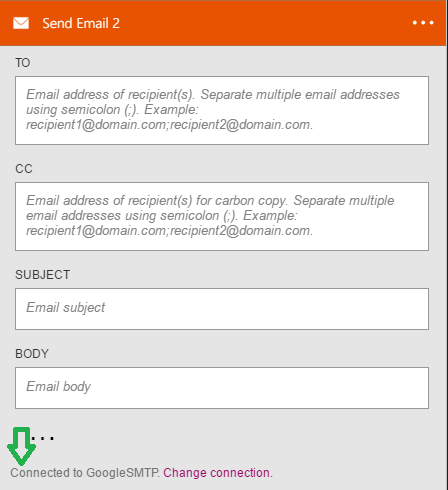 Send Email 2
TO
Email address of recipient(s). Separate multiple email addresses
using semicolon (;). Example:
recipient1@domain.com;recipient2@domain.com.
CC
Email address of recipient(s) for carbon copy. Separate multiple
email addresses using semicolon (;). Example:
recipient1@domain.com;recipient2@domain.com.
SUBJECT
Email subject
BODY
Email body
Connected to GoogleSMTP. Change connection.